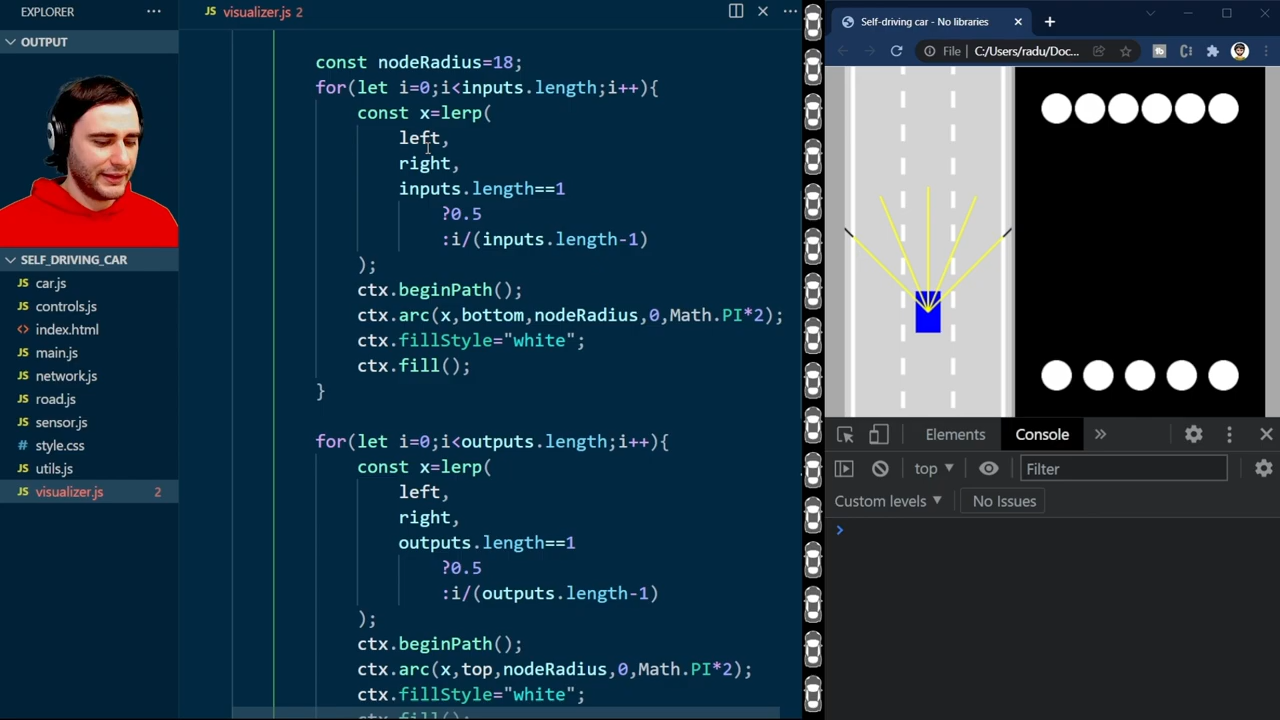 EXPLORER
OUTPUT
SELF_DRIVING_CAR
JS car.js
JS controls.js
<> index.html
JS main.js
JS network.js
JS road.js
JS sensor.js
# style.css
JS utils.js
JS visualizer.js 2
JS visualizer.js 2
const nodeRadius=18;
for(let i=0;i<inputs.length;i++){
const x=lerp(
left,
right,
inputs.length==1
?0.5
:i/(inputs.length-1)
);
ctx.beginPath();
ctx.arc(x,bottom,nodeRadius,0,Math.PI*2);
ctx.fillStyle="white";
ctx.fill();
}
for(let i=0;i<outputs.length;i++){
const x=lerp(
left,
right,
outputs.length==1
?0.5
:i/(outputs.length-1)
);
ctx.beginPath();
ctx.arc(x,top,nodeRadius,0,Math.PI*2);
ctx.fillStyle="white";
ctx.fill();
Self-driving car - No libraries
File C:/Users/radu/Doc...
Elements
Console
top
Filter
Custom levels
No Issues